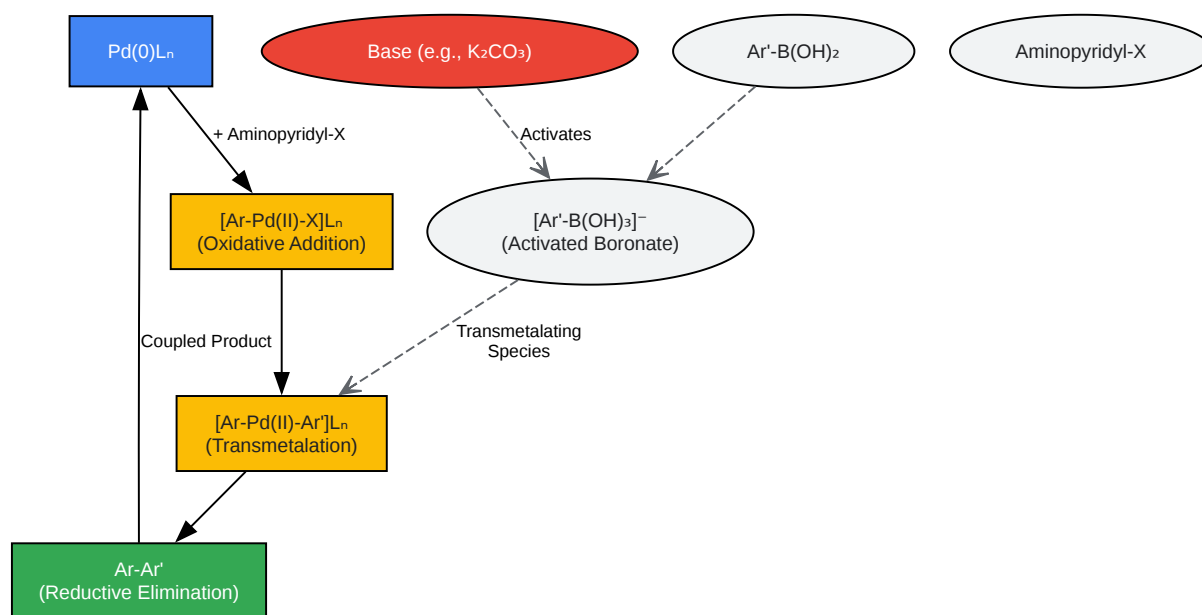 Pd(0)Lₙ
Base (e.g., K₂CO₃)
Ar'-B(OH)₂
Aminopyridyl-X
+ Aminopyridyl-X
Activates
[Ar-Pd(II)-X]Lₙ
(Oxidative Addition)
[Ar'-B(OH)₃]⁻
(Activated Boronate)
Coupled Product
Transmetalating
Species
[Ar-Pd(II)-Ar']Lₙ
(Transmetalation)
Ar-Ar'
(Reductive Elimination)